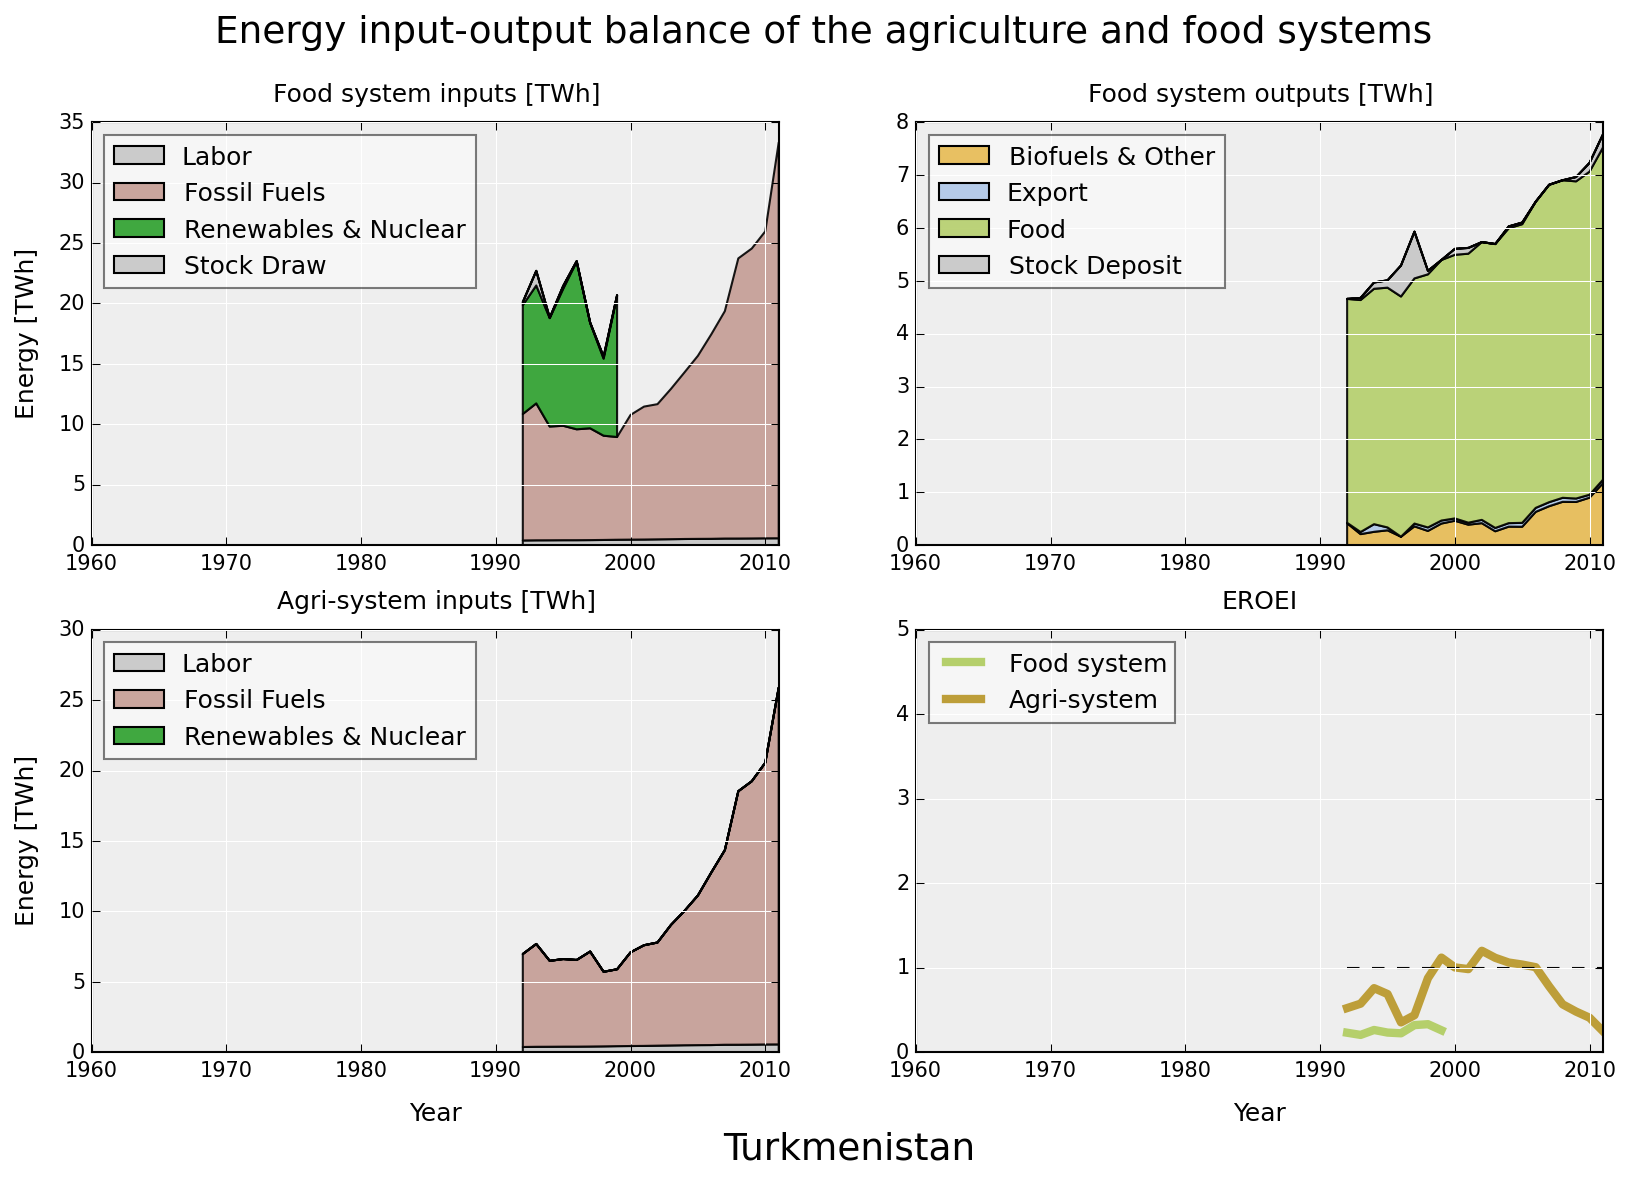 Energy input-output balance of the agriculture and food systems
Food system inputs [TWh]
35
30
25
20
15
10
5
0
Energy [TWh]
Labor
Fossil Fuels
Renewables & Nuclear
Stock Draw
1960 1970 1980 1990 2000 2010
Food system outputs [TWh]
8
7
6
5
4
3
2
1
0
Biofuels & Other
Export
Food
Stock Deposit
1960 1970 1980 1990 2000 2010
Agri-system inputs [TWh]
30
25
20
15
10
5
0
Energy [TWh]
Labor
Fossil Fuels
Renewables & Nuclear
1960 1970 1980 1990 2000 2010
Year
EROEI
5
4
3
2
1
0
Food system
Agri-system
1960 1970 1980 1990 2000 2010
Year
Turkmenistan